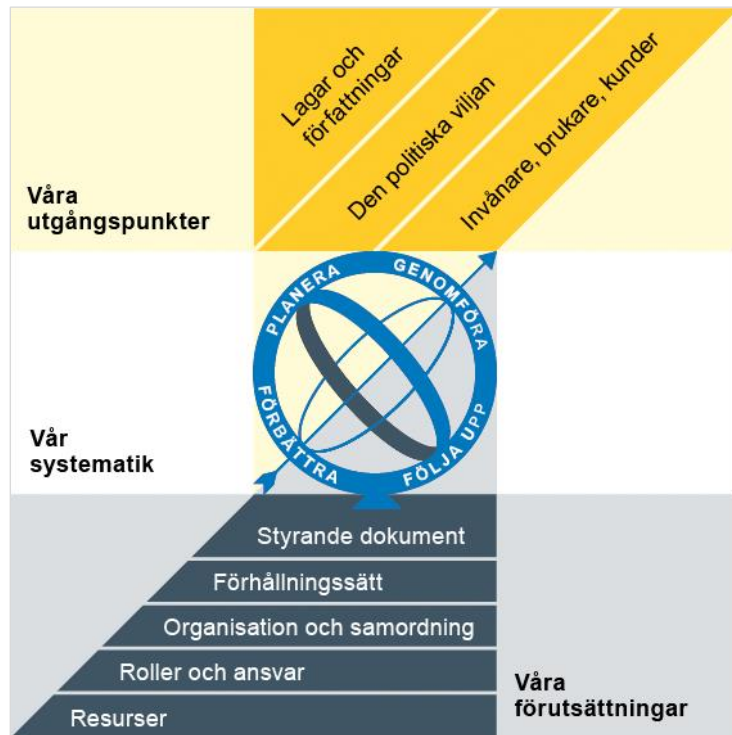 Lagar och
författningar
Den politiska viljan
Invånare, brukare, kunder
Våra
utgångspunkter
PLANERA
GENOMFÖRA
FÖLJA UPP
FÖRBÄTTRA
Vår
systematik
Styrande dokument
Förhållningssätt
Organisation och samordning
Roller och ansvar
Resurser
Våra
förutsättningar